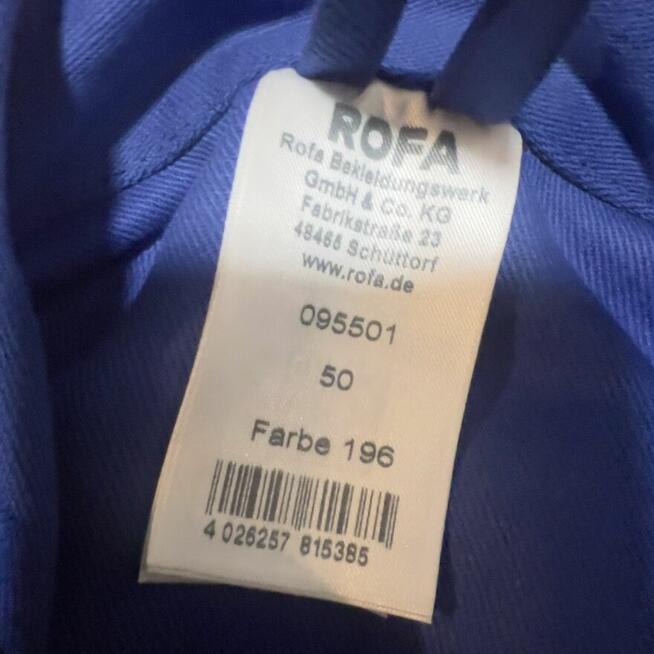 ROFA
Rofa Bekleidungswerk
GmbH & Co. KG
Fabrikstraße 23
48465 Schüttorf
www.rofa.de
095501
50
Farbe 196
4 026257 815385